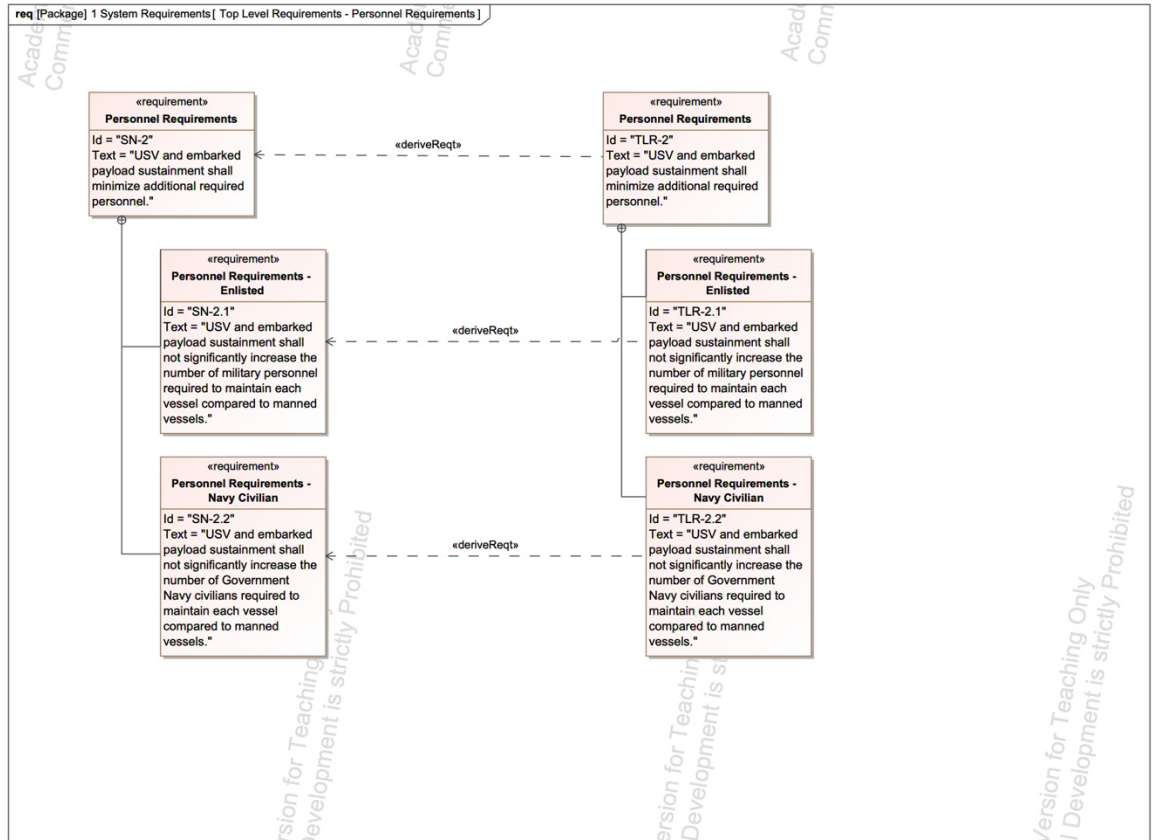 req [Package] 1 System Requirements [ Top Level Requirements - Personnel Requirements ]
«requirement»
Personnel Requirements
Id = "SN-2"
Text = "USV and embarked
payload sustainment shall
minimize additional required
personnel."
«deriveReqt»
«requirement»
Personnel Requirements
Id = "TLR-2"
Text = "USV and embarked
payload sustainment shall
minimize additional required
personnel."
«requirement»
Personnel Requirements -
Enlisted
Id = "SN-2.1"
Text = "USV and embarked
payload sustainment shall
not significantly increase the
number of military personnel
required to maintain each
vessel compared to manned
vessels."
«deriveReqt»
«requirement»
Personnel Requirements -
Enlisted
Id = "TLR-2.1"
Text = "USV and embarked
payload sustainment shall
not significantly increase the
number of military personnel
required to maintain each
vessel compared to manned
vessels."
«requirement»
Personnel Requirements -
Navy Civilian
Id = "SN-2.2"
Text = "USV and embarked
payload sustainment shall
not significantly increase the
number of Government
Navy civilians required to
maintain each vessel
compared to manned
vessels."
«deriveReqt»
«requirement»
Personnel Requirements -
Navy Civilian
Id = "TLR-2.2"
Text = "USV and embarked
payload sustainment shall
not significantly increase the
number of Government
Navy civilians required to
maintain each vessel
compared to manned
vessels."
for Teaching
is strictly Prohibited
for
Version for Teaching Only
Development is strictly Prohibited